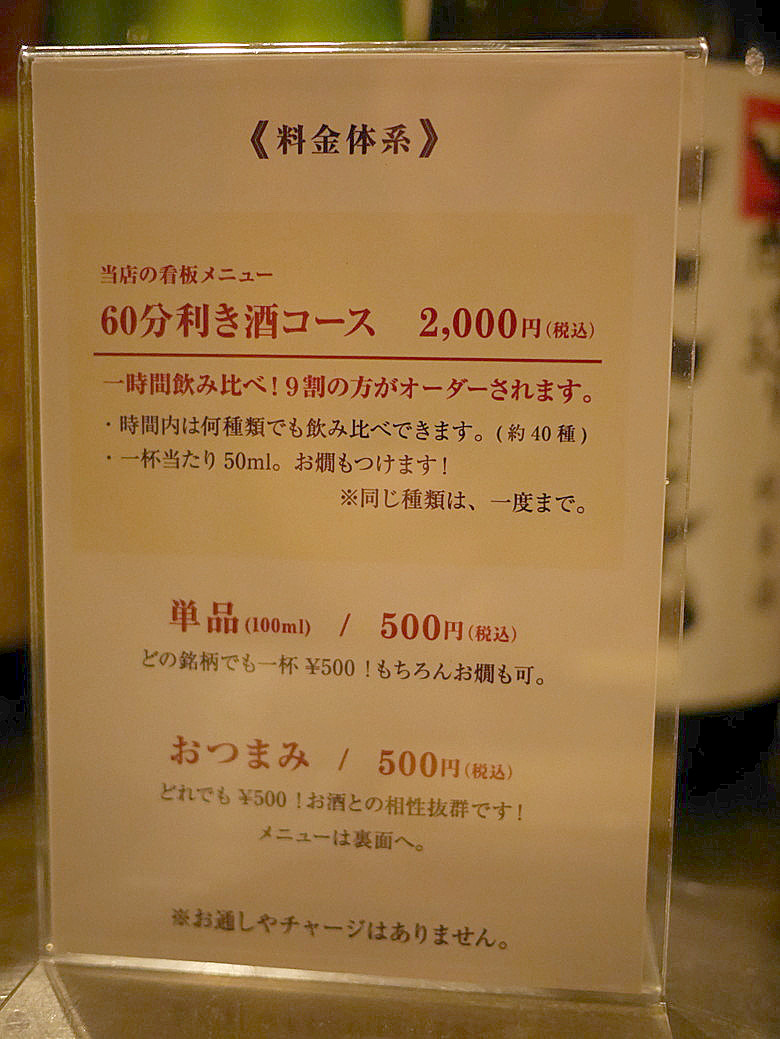 《料金体系》
当店の看板メニュー
60分利き酒コース 2,000円(税込)
一時間飲み比べ!9割の方がオーダーされます。
・時間内は何種類でも飲み比べできます。(約40種)
・一杯当たり50ml。お燗もつけます!
※同じ種類は、一度まで。
単品(100ml) / 500円(税込)
どの銘柄でも一杯¥500!もちろんお燗も可。
おつまみ / 500円(税込)
どれでも¥500!お酒との相性抜群です!
メニューは裏面へ。
※お通しやチャージはありません。